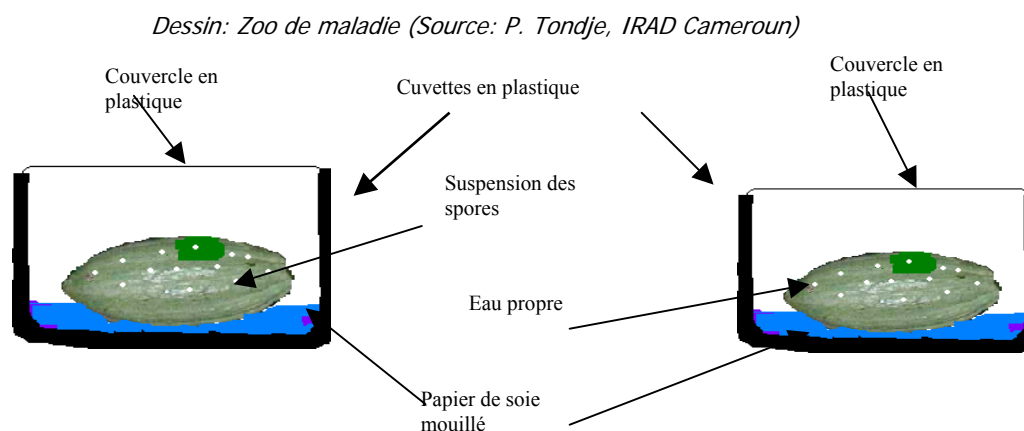 Dessin: Zoo de maladie (Source: P. Tondje, IRAD Cameroun)
Couvercle en
plastique
Cuvettes en plastique
Couvercle en
plastique
Suspension des
spores
Eau propre
Papier de soie
mouillé